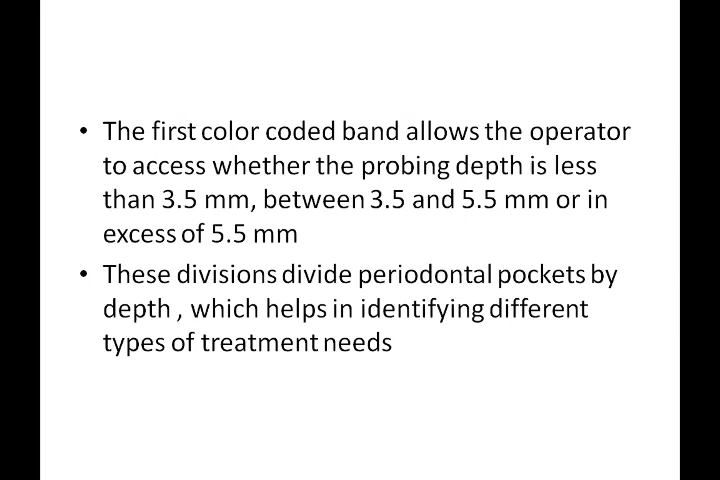 • The first color coded band allows the operator
to access whether the probing depth is less
than 3.5 mm, between 3.5 and 5.5 mm or in
excess of 5.5 mm
• These divisions divide periodontal pockets by
depth , which helps in identifying different
types of treatment needs